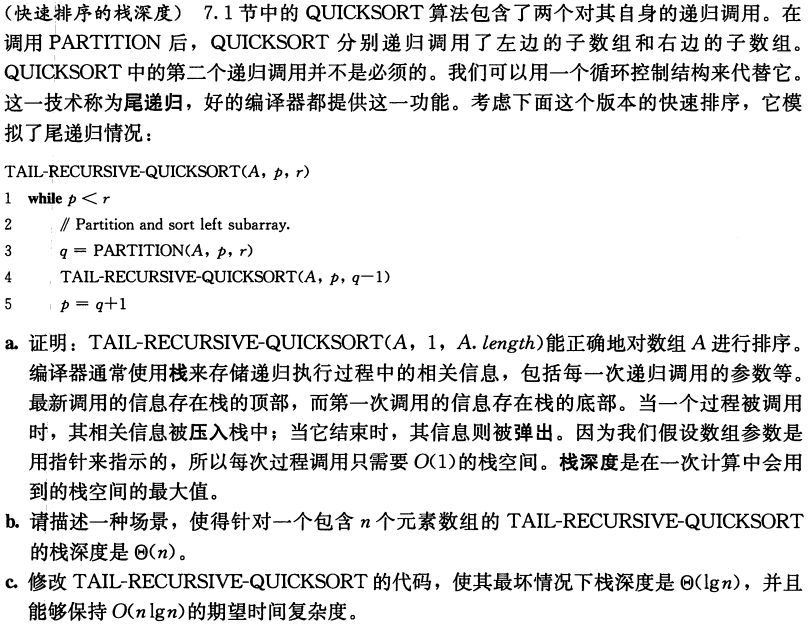 (快速排序的栈深度) 7.1节中的 QUICKSORT 算法包含了两个对其自身的递归调用。在
调用 PARTITION 后，QUICKSORT 分别递归调用了左边的子数组和右边的子数组。
QUICKSORT 中的第二个递归调用并不是必须的。我们可以用一个循环控制结构来代替它。
这一技术称为尾递归，好的编译器都提供这一功能。考虑下面这个版本的快速排序，它模
拟了尾递归情况：
TAIL-RECURSIVE-QUICKSORT(A, p, r)
1 while p < r
2 // Partition and sort left subarray.
3 q = PARTITION(A, p, r)
4 TAIL-RECURSIVE-QUICKSORT(A, p, q−1)
5 p = q+1
a. 证明：TAIL-RECURSIVE-QUICKSORT(A, 1, A.length)能正确地对数组 A 进行排序。
编译器通常使用栈来存储递归执行过程中的相关信息，包括每一次递归调用的参数等。
最新调用的信息存在栈的顶部，而第一次调用的信息存在栈的底部。当一个过程被调用
时，其相关信息被压入栈中；当它结束时，其信息则被弹出。因为我们假设数组参数是
用指针来指示的，所以每次过程调用只需要 O(1)的栈空间。栈深度是在一次计算中会用
到的栈空间的最大值。
b. 请描述一种场景，使得针对一个包含 n 个元素数组的 TAIL-RECURSIVE-QUICKSORT
的栈深度是 Θ(n)。
c. 修改 TAIL-RECURSIVE-QUICKSORT 的代码，使其最坏情况下栈深度是 Θ(lgn)，并且
能够保持 O(nlgn)的期望时间复杂度。